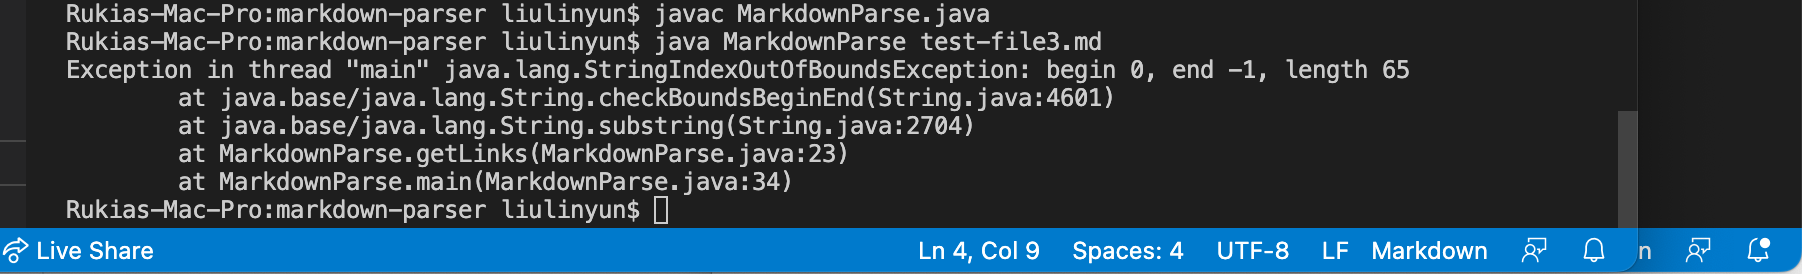 Rukias-Mac-Pro:markdown-parser liulinyun$ javac MarkdownParse.java
Rukias-Mac-Pro:markdown-parser liulinyun$ java MarkdownParse test-file3.md
Exception in thread "main" java.lang.StringIndexOutOfBoundsException: begin 0, end -1, length 65
        at java.base/java.lang.String.checkBoundsBeginEnd(String.java:4601)
        at java.base/java.lang.String.substring(String.java:2704)
        at MarkdownParse.getLinks(MarkdownParse.java:23)
        at MarkdownParse.main(MarkdownParse.java:34)
Rukias-Mac-Pro:markdown-parser liulinyun$
Live Share Ln 4, Col 9 Spaces: 4 UTF-8 LF Markdown n